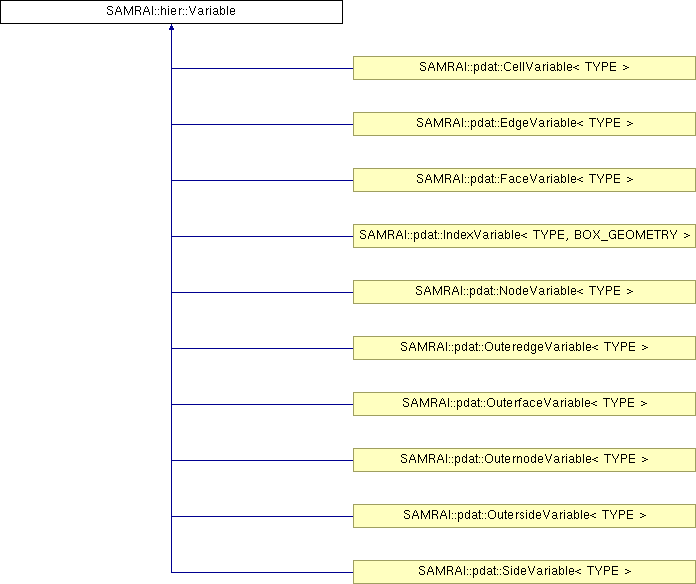 SAMRAI::hier::Variable
SAMRAI::pdat::CellVariable< TYPE >
SAMRAI::pdat::EdgeVariable< TYPE >
SAMRAI::pdat::FaceVariable< TYPE >
SAMRAI::pdat::IndexVariable< TYPE, BOX_GEOMETRY >
SAMRAI::pdat::NodeVariable< TYPE >
SAMRAI::pdat::OuteredgeVariable< TYPE >
SAMRAI::pdat::OuterfaceVariable< TYPE >
SAMRAI::pdat::OuternodeVariable< TYPE >
SAMRAI::pdat::OutersideVariable< TYPE >
SAMRAI::pdat::SideVariable< TYPE >